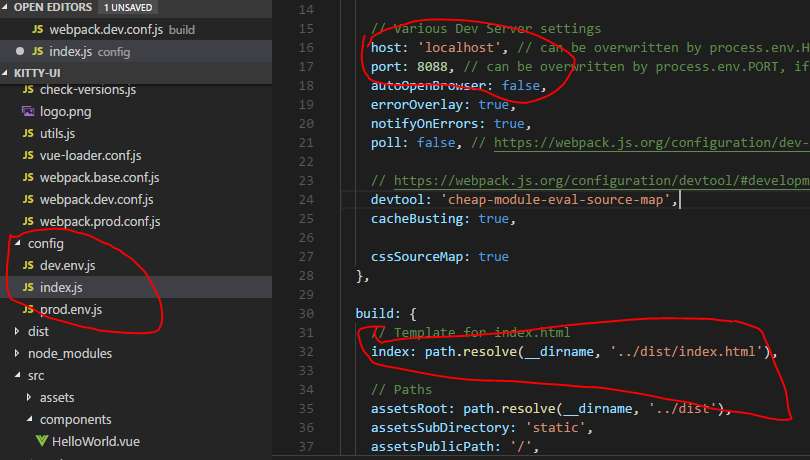 OPEN EDITORS 1 UNSAVED
JS webpack.dev.conf.js build
JS index.js config
KITTY-UI
JS check-versions.js
logo.png
JS utils.js
JS vue-loader.conf.js
JS webpack.base.conf.js
JS webpack.dev.conf.js
JS webpack.prod.conf.js
config
JS dev.env.js
JS index.js
JS prod.env.js
dist
node_modules
src
assets
components
HelloWorld.vue
14
15 // Various Dev Server settings
16 host: 'localhost', // can be overwritten by process.env.H
17 port: 8088, // can be overwritten by process.env.PORT, if
18 autoOpenBrowser: false,
19 errorOverlay: true,
20 notifyOnErrors: true,
21 poll: false, // https://webpack.js.org/configuration/dev-
22
23 // https://webpack.js.org/configuration/devtool/#developm
24 devtool: 'cheap-module-eval-source-map',
25 cacheBusting: true,
26
27 cssSourceMap: true
28 },
29
30 build: {
31 // Template for index.html
32 index: path.resolve(__dirname, '../dist/index.html'),
33
34 // Paths
35 assetsRoot: path.resolve(__dirname, '../dist'),
36 assetsSubDirectory: 'static',
37 assetsPublicPath: '/',